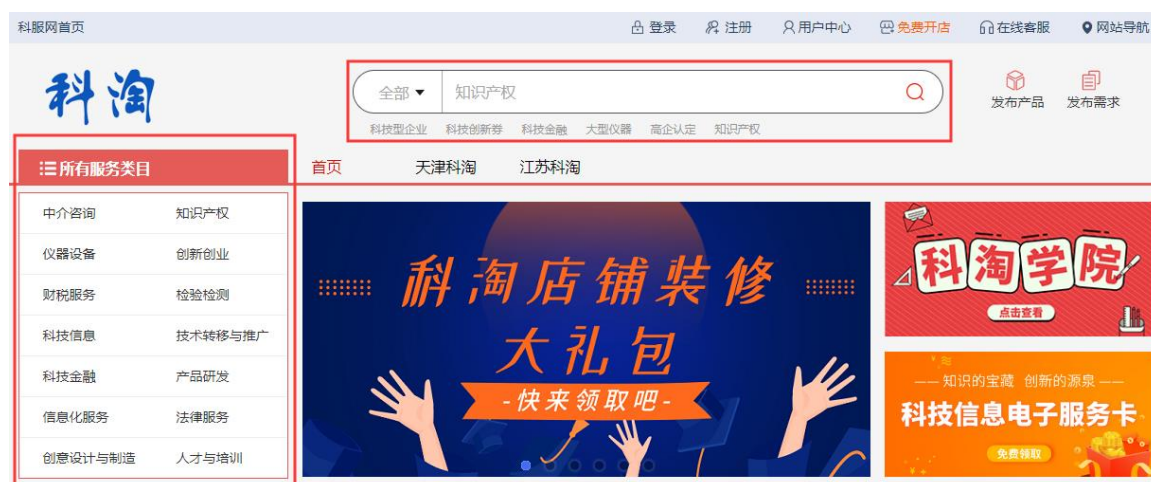 科服网首页 登录 注册 用户中心 免费开店 在线客服 网站导航
科淘
全部 知识产权
发布产品 发布需求
科技型企业 科技创新券 科技金融 大型仪器 高企认定 知识产权
所有服务类目 首页 天津科淘 江苏科淘
中介咨询 知识产权
仪器设备 创新创业
财税服务 检验检测
科技信息 技术转移与推广
科技金融 产品研发
信息化服务 法律服务
创意设计与制造 人才与培训
科淘店铺装修
大礼包
-快来领取吧-
科淘学院
点击查看
——知识的宝藏 创新的源泉——
科技信息电子服务卡
免费领取